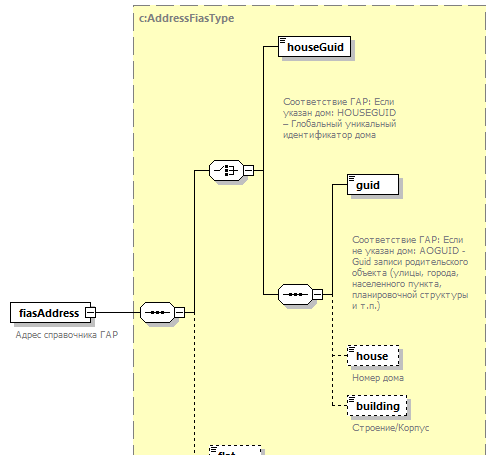 c:AddressFiasType
houseGuid
Соответствие ГАР: Если
указан дом: HOUSEGUID
– Глобальный уникальный
идентификатор дома
guid
Соответствие ГАР: Если
не указан дом: AOGUID -
Guid записи родительского
объекта (улицы, города,
населенного пункта,
планировочной структуры
и т.п.)
fiasAddress
Адрес справочника ГАР
house
Номер дома
building
Строение/Корпус